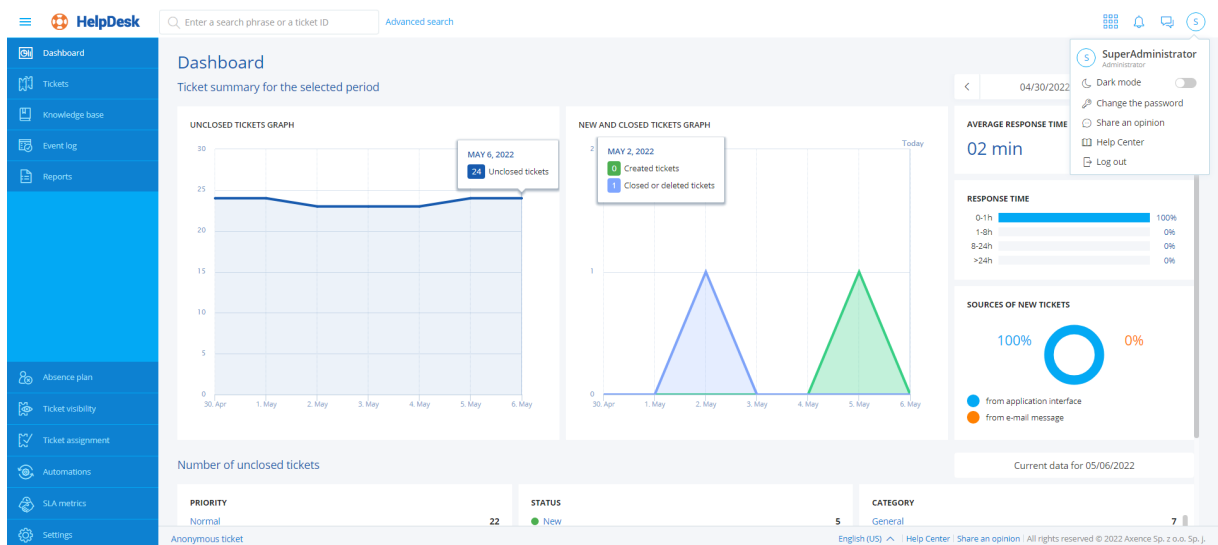 HelpDesk
Enter a search phrase or a ticket ID
Advanced search
S
Dashboard
Tickets
Knowledge base
Event log
Reports
Absence plan
Ticket visibility
Ticket assignment
Automations
SLA metrics
Settings
Dashboard
Ticket summary for the selected period
04/30/2022
S
SuperAdministrator
Administrator
Dark mode
Change the password
Share an opinion
Help Center
Log out
UNCLOSED TICKETS GRAPH
30
25
20
15
10
5
0
30. Apr
1. May
2. May
3. May
4. May
5. May
6. May
MAY 6, 2022
24 Unclosed tickets
NEW AND CLOSED TICKETS GRAPH
Today
2
1
0
MAY 2, 2022
0 Created tickets
1 Closed or deleted tickets
30. Apr
1. May
2. May
3. May
4. May
5. May
6. May
AVERAGE RESPONSE TIME
02 min
RESPONSE TIME
0-1h 100%
1-8h 0%
8-24h 0%
>24h 0%
SOURCES OF NEW TICKETS
100% 0%
from application interface
from e-mail message
Number of unclosed tickets
Current data for 05/06/2022
PRIORITY
Normal 22
STATUS
New 5
CATEGORY
General 7
Anonymous ticket
English (US) | Help Center | Share an opinion | All rights reserved © 2022 Axence Sp. z o.o. Sp. j.